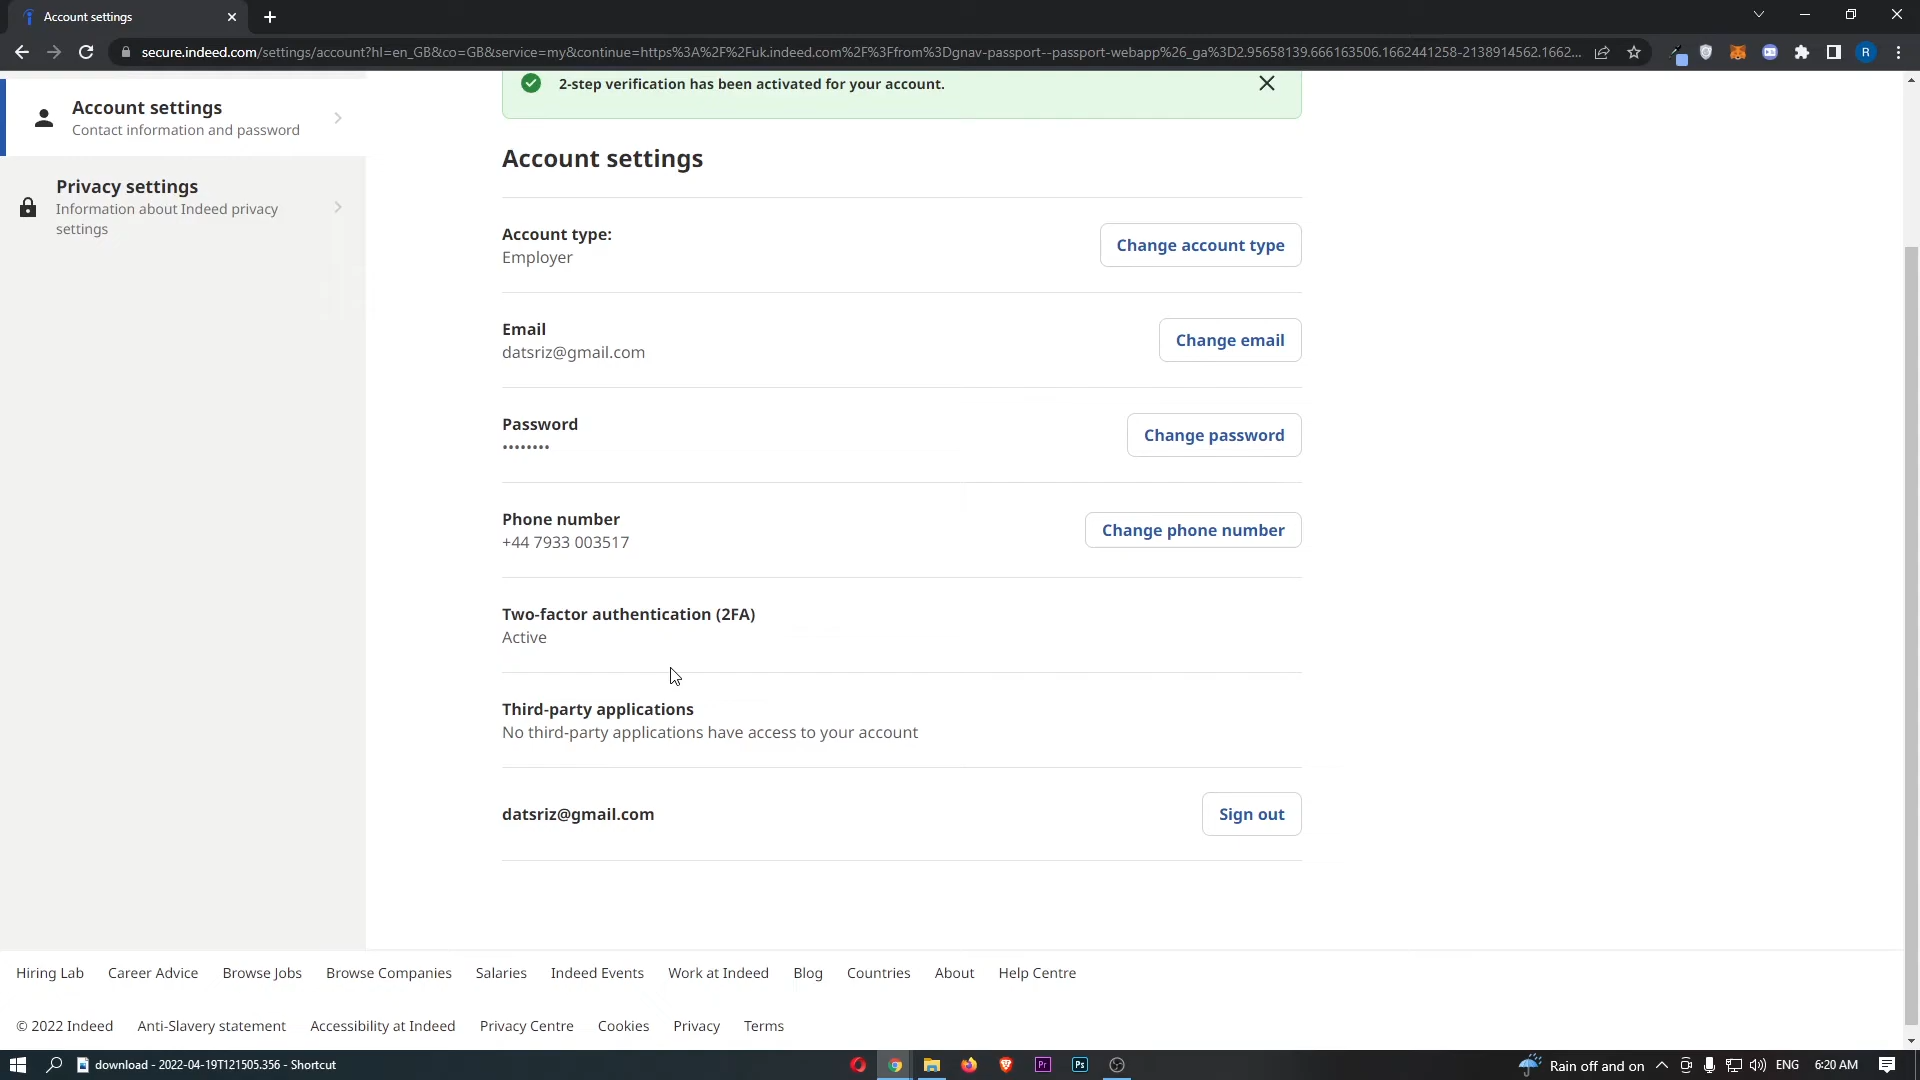 Account settings
secure.indeed.com/settings/account?hl=en_GB&co=GB&service=my&continue=https%3A%2F%2Fuk.indeed.com%2F%3Ffrom%3Dgnav-passport--passport-webapp%26_ga%3D2.95658139.666163506.1662441258-2138914562.1662...
R
2-step verification has been activated for your account.
Account settings
Contact information and password
Privacy settings
Information about Indeed privacy
settings
Account settings
Account type:
Employer
Change account type
Email
datsriz@gmail.com
Change email
Password
••••••••
Change password
Phone number
+44 7933 003517
Change phone number
Two-factor authentication (2FA)
Active
Third-party applications
No third-party applications have access to your account
datsriz@gmail.com
Sign out
Hiring Lab Career Advice Browse Jobs Browse Companies Salaries Indeed Events Work at Indeed Blog Countries About Help Centre
© 2022 Indeed Anti-Slavery statement Accessibility at Indeed Privacy Centre Cookies Privacy Terms
download - 2022-04-19T121505.356 - Shortcut
Pr
Ps
Rain off and on
ENG
6:20 AM